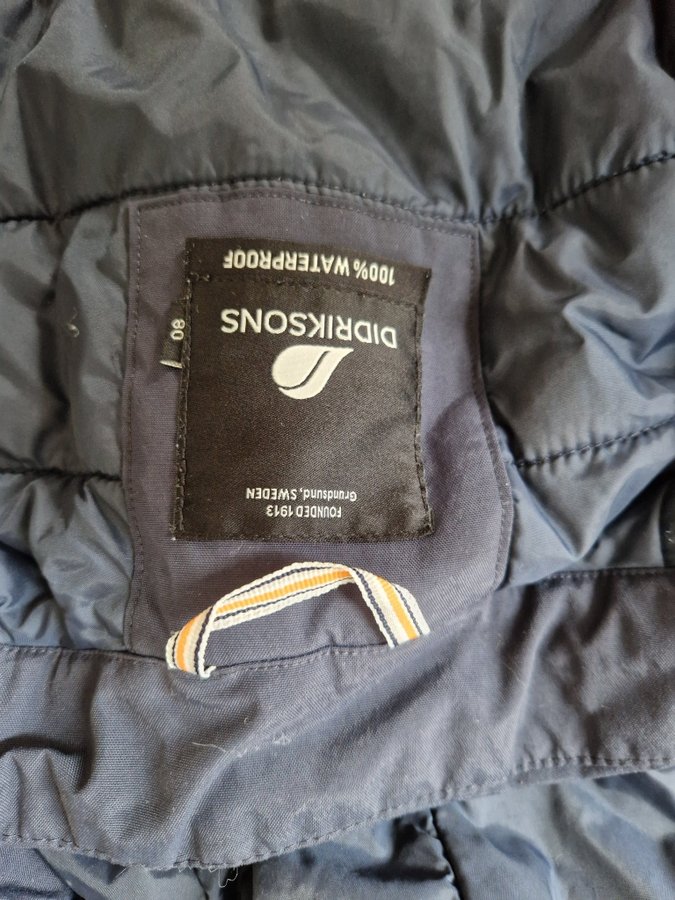 FOUNDED 1913
Grundsund, SWEDEN
DIDRIKSONS
80
100% WATERPROOF